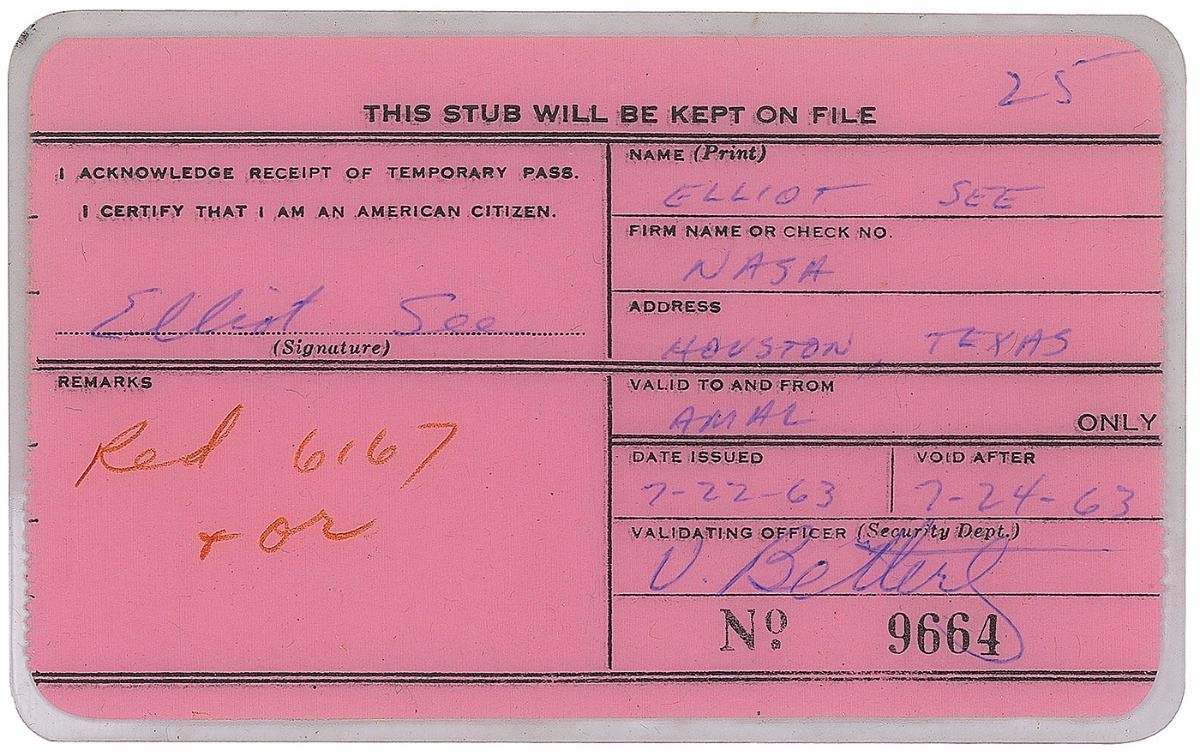 25
THIS STUB WILL BE KEPT ON FILE
I ACKNOWLEDGE RECEIPT OF TEMPORARY PASS.
I CERTIFY THAT I AM AN AMERICAN CITIZEN.
Elliot See
(Signature)
NAME (Print)
ELLIOT SEE
FIRM NAME OR CHECK NO.
NASA
ADDRESS
HOUSTON, TEXAS
REMARKS
Red 6167
+ or
VALID TO AND FROM
AMAL ONLY
DATE ISSUED VOID AFTER
7-22-63 7-24-63
VALIDATING OFFICER (Security Dept.)
Nº 9664